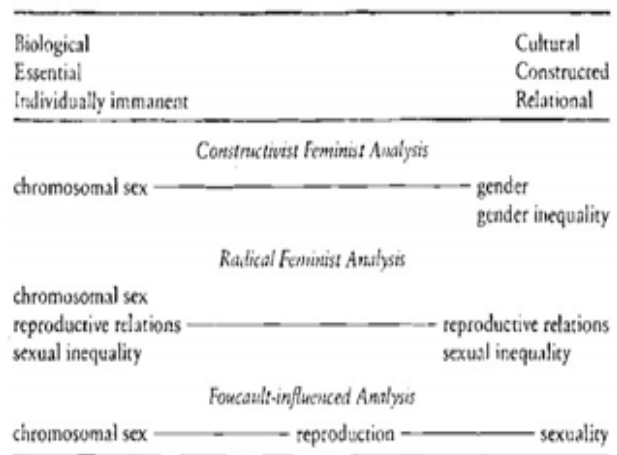 Biological Cultural
Essential Constructed
Individually immanent Relational
Constructivist Feminist Analysis
chromosomal sex gender
gender inequality
Radical Feminist Analysis
chromosomal sex
reproductive relations reproductive relations
sexual inequality sexual inequality
Foucault-influenced Analysis
chromosomal sex reproduction sexuality